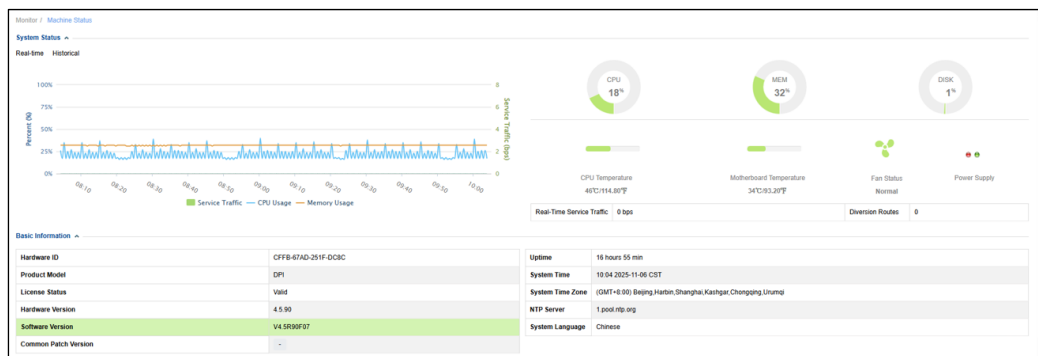 Monitor / Machine Status
System Status
Real-time Historical
100%
75%
50%
25%
0%
Percent (%)
8
6
4
2
0
Service Traffic (bps)
08:10 08:20 08:30 08:40 08:50 09:00 09:10 09:20 09:30 09:40 09:50 10:00
Service Traffic CPU Usage Memory Usage
CPU
18%
MEM
32%
DISK
1%
CPU Temperature
46℃/114.80℉
Motherboard Temperature
34℃/93.20℉
Fan Status
Normal
Power Supply
Real-Time Service Traffic 0 bps Diversion Routes 0
Basic Information
Hardware ID CFFB-67AD-251F-DC8C
Product Model DPI
License Status Valid
Hardware Version 4.5.90
Software Version V4.5R90F07
Common Patch Version -
Uptime 16 hours 55 min
System Time 10:04 2025-11-06 CST
System Time Zone (GMT+8:00) Beijing,Harbin,Shanghai,Kashgar,Chongqing,Urumqi
NTP Server 1.pool.ntp.org
System Language Chinese